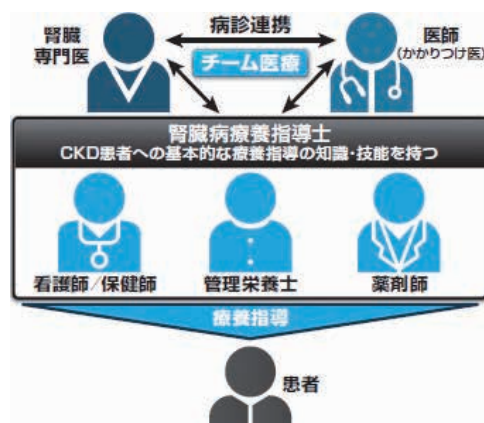 腎臓
専門医
病診連携
チーム医療
医師
(かかりつけ医)
腎臓病療養指導士
CKD患者への基本的な療養指導の知識・技能を持つ
看護師/保健師
管理栄養士
薬剤師
療養指導
患者